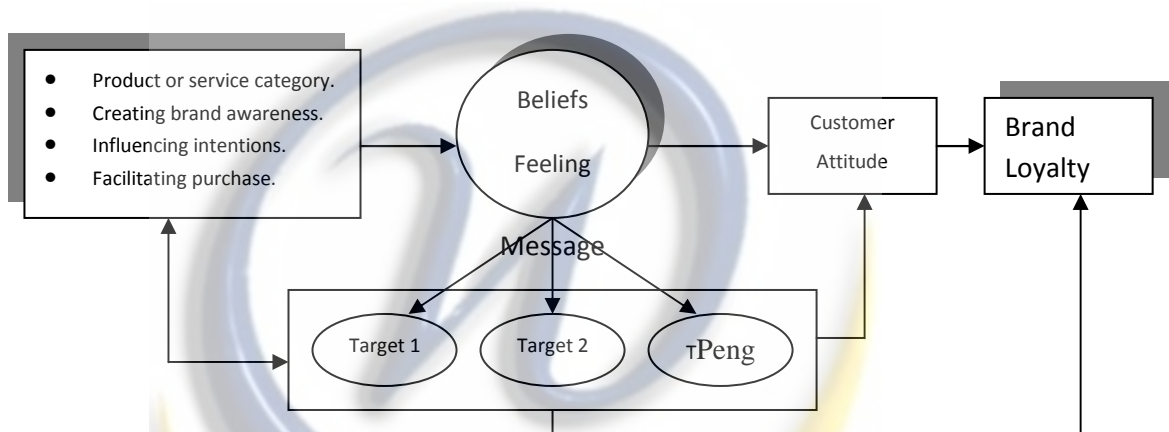 • Product or service category.
• Creating brand awareness.
• Influencing intentions.
• Facilitating purchase.
Beliefs
Feeling
Customer
Attitude
Brand
Loyalty
Message
Target 1
Target 2
тPeng